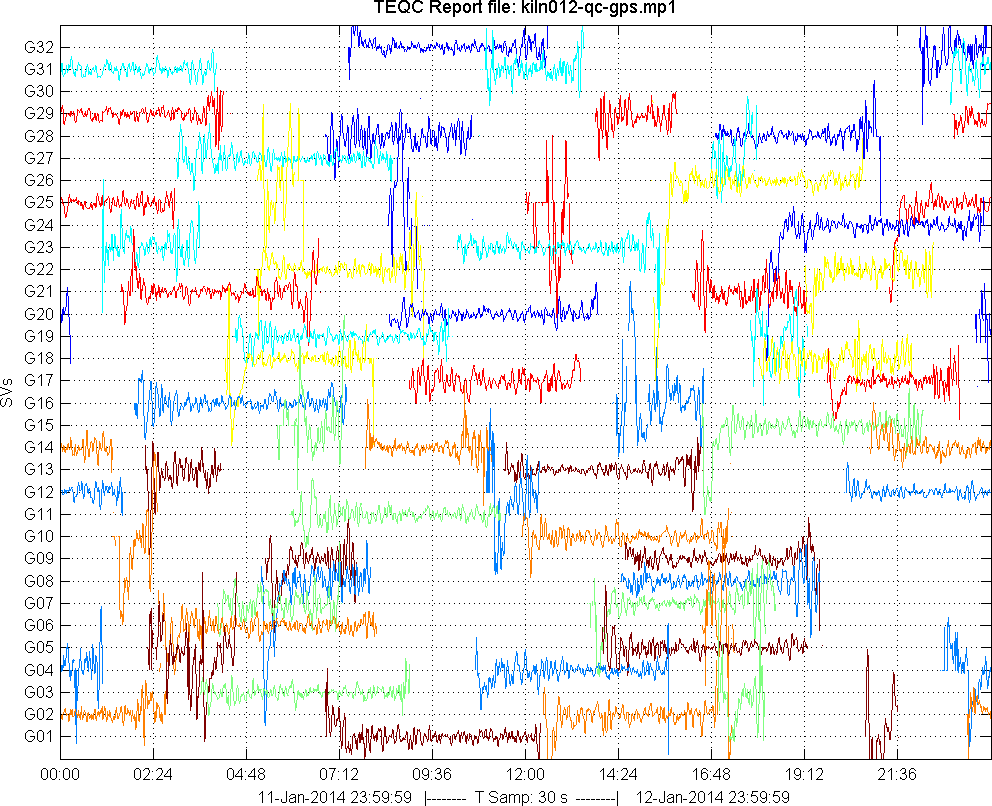 TEQC Report file: kiln012-qc-gps.mp1
G32
G31
G30
G29
G28
G27
G26
G25
G24
G23
G22
G21
G20
G19
G18
G17
G16
G15
G14
G13
G12
G11
G10
G09
G08
G07
G06
G05
G04
G03
G02
G01
SVs
00:00 02:24 04:48 07:12 09:36 12:00 14:24 16:48 19:12 21:36
11-Jan-2014 23:59:59 |-------- T Samp: 30 s --------| 12-Jan-2014 23:59:59